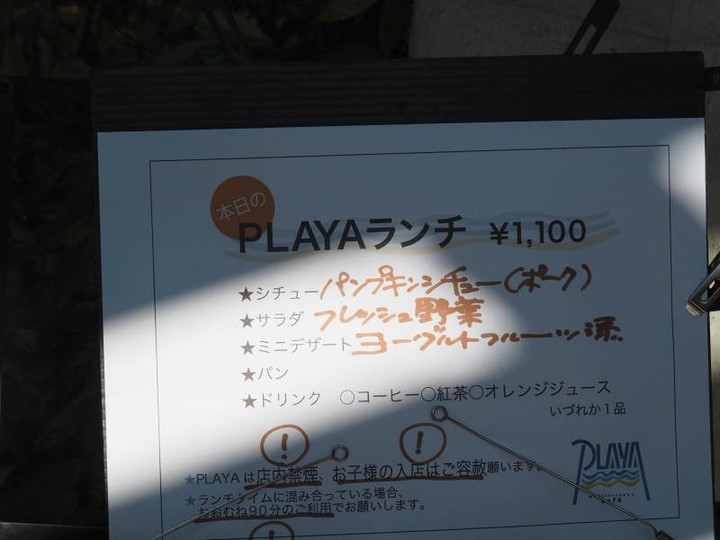 本日の
PLAYAランチ ¥1,100
★シチュー パンプキンシチュー(ポーク)
★サラダ フレッシュ野菜
★ミニデザート ヨーグルトフルーツ添
★パン
★ドリンク ○コーヒー○紅茶○オレンジジュース
いづれか1品
! !
★PLAYAは店内禁煙、お子様の入店はご容赦願います。
★ランチタイムに混み合っている場合、
おおむね90分のご利用でお願いします。
!
PLAYA
CAFE